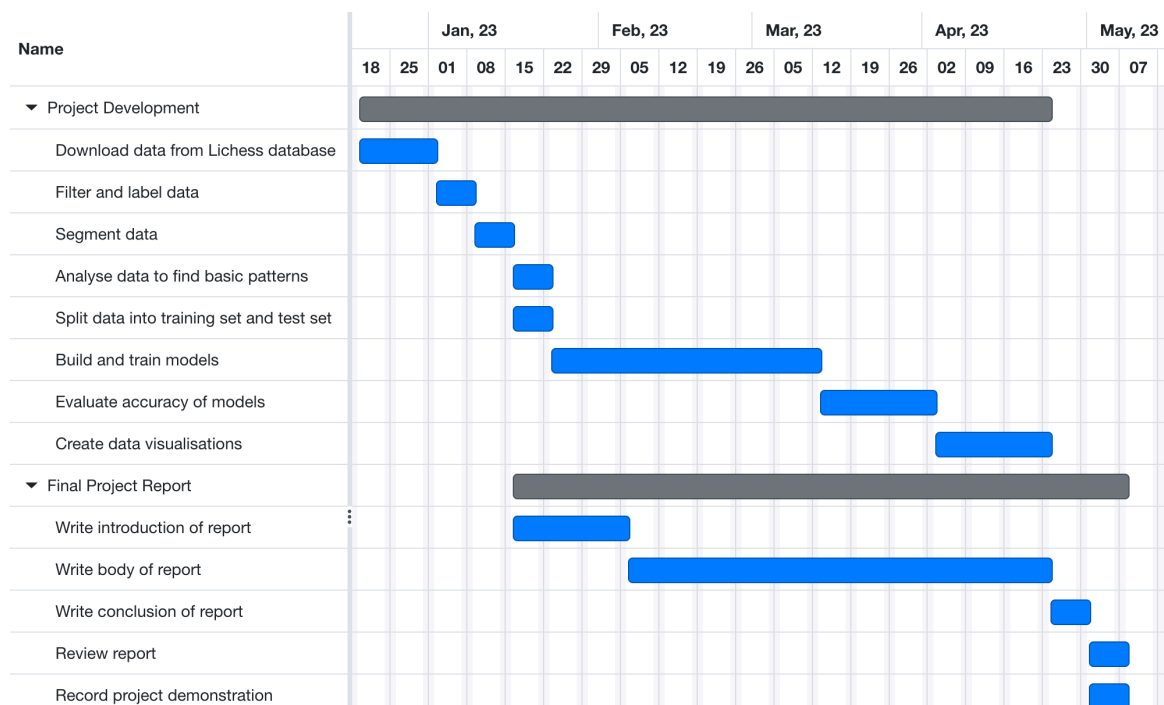 Name
Jan, 23 Feb, 23 Mar, 23 Apr, 23 May, 23
18 25 01 08 15 22 29 05 12 19 26 05 12 19 26 02 09 16 23 30 07
Project Development
Download data from Lichess database
Filter and label data
Segment data
Analyse data to find basic patterns
Split data into training set and test set
Build and train models
Evaluate accuracy of models
Create data visualisations
Final Project Report
Write introduction of report
Write body of report
Write conclusion of report
Review report
Record project demonstration